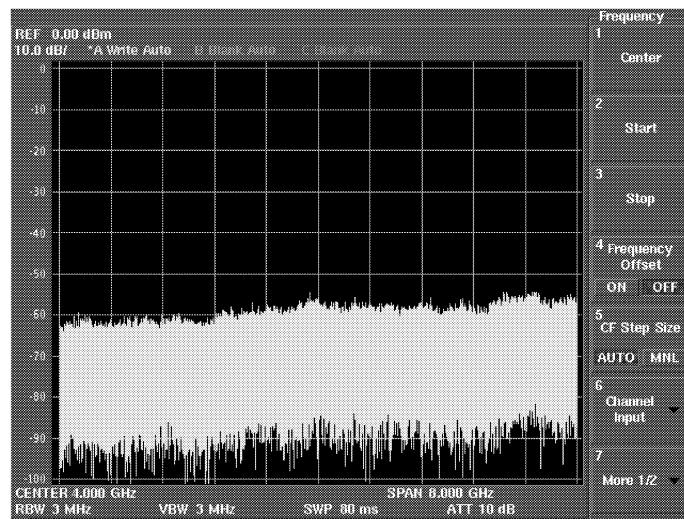 Frequency
REF 0.00 dBm
10.0 dB/ *A Write Auto B Blank Auto C Blank Auto
1
Center
2
Start
3
Stop
4 Frequency
Offset
ON OFF
5
CF Step Size
AUTO MNL
6
Channel
Input
7
More 1/2
0
-10
-20
-30
-40
-50
-60
-70
-80
-90
-100
CENTER 4.000 GHz SPAN 8.000 GHz
RBW 3 MHz VBW 3 MHz SWP 80 ms ATT 10 dB